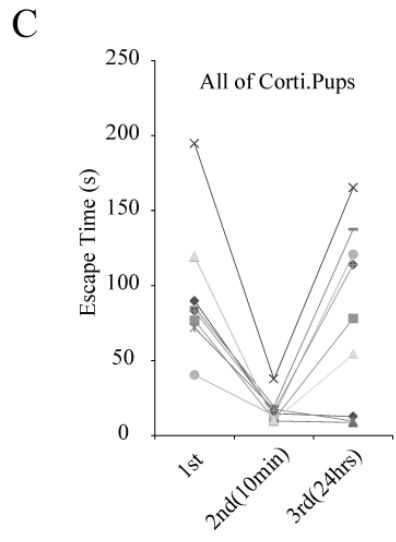 C
All of Corti.Pups
Escape Time (s)
250
200
150
100
50
0
1st
2nd(10min)
3rd(24hrs)